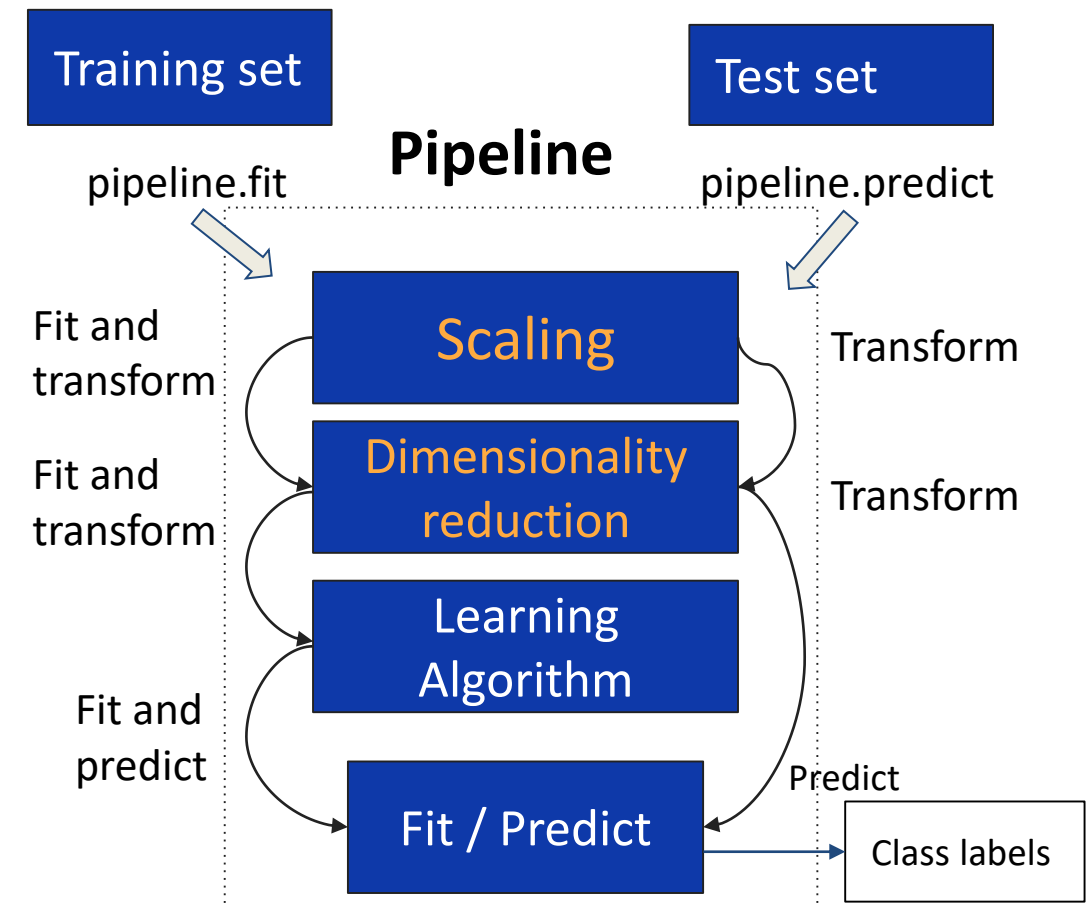 Training set
Test set
Pipeline
pipeline.fit
pipeline.predict
Fit and
transform
Scaling
Transform
Fit and
transform
Dimensionality
reduction
Transform
Learning
Algorithm
Fit and
predict
Fit / Predict
Predict
Class labels